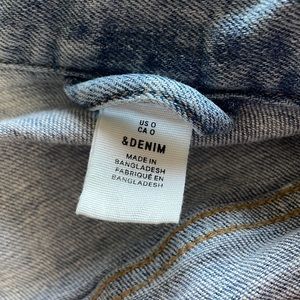 US 0
CA 0
&DENIM
MADE IN
BANGLADESH
FABRIQUÉ EN
BANGLADESH